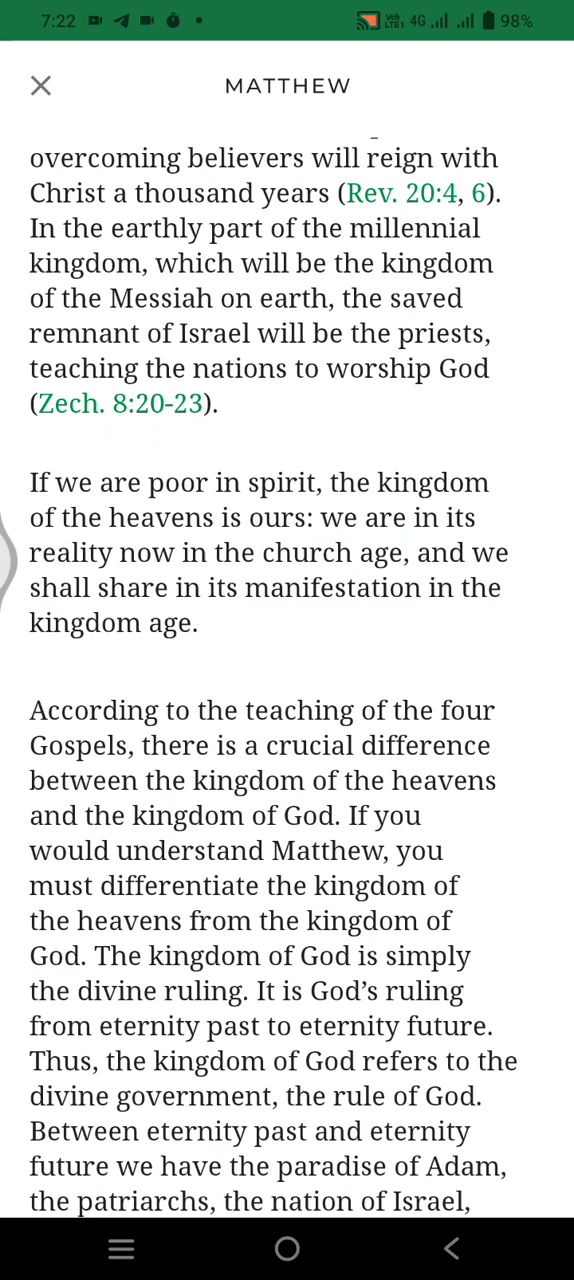 7:22
Vo)) LTE1 4G 98%
MATTHEW
overcoming believers will reign with
Christ a thousand years (Rev. 20:4, 6).
In the earthly part of the millennial
kingdom, which will be the kingdom
of the Messiah on earth, the saved
remnant of Israel will be the priests,
teaching the nations to worship God
(Zech. 8:20-23).
If we are poor in spirit, the kingdom
of the heavens is ours: we are in its
reality now in the church age, and we
shall share in its manifestation in the
kingdom age.
According to the teaching of the four
Gospels, there is a crucial difference
between the kingdom of the heavens
and the kingdom of God. If you
would understand Matthew, you
must differentiate the kingdom of
the heavens from the kingdom of
God. The kingdom of God is simply
the divine ruling. It is God’s ruling
from eternity past to eternity future.
Thus, the kingdom of God refers to the
divine government, the rule of God.
Between eternity past and eternity
future we have the paradise of Adam,
the patriarchs, the nation of Israel,